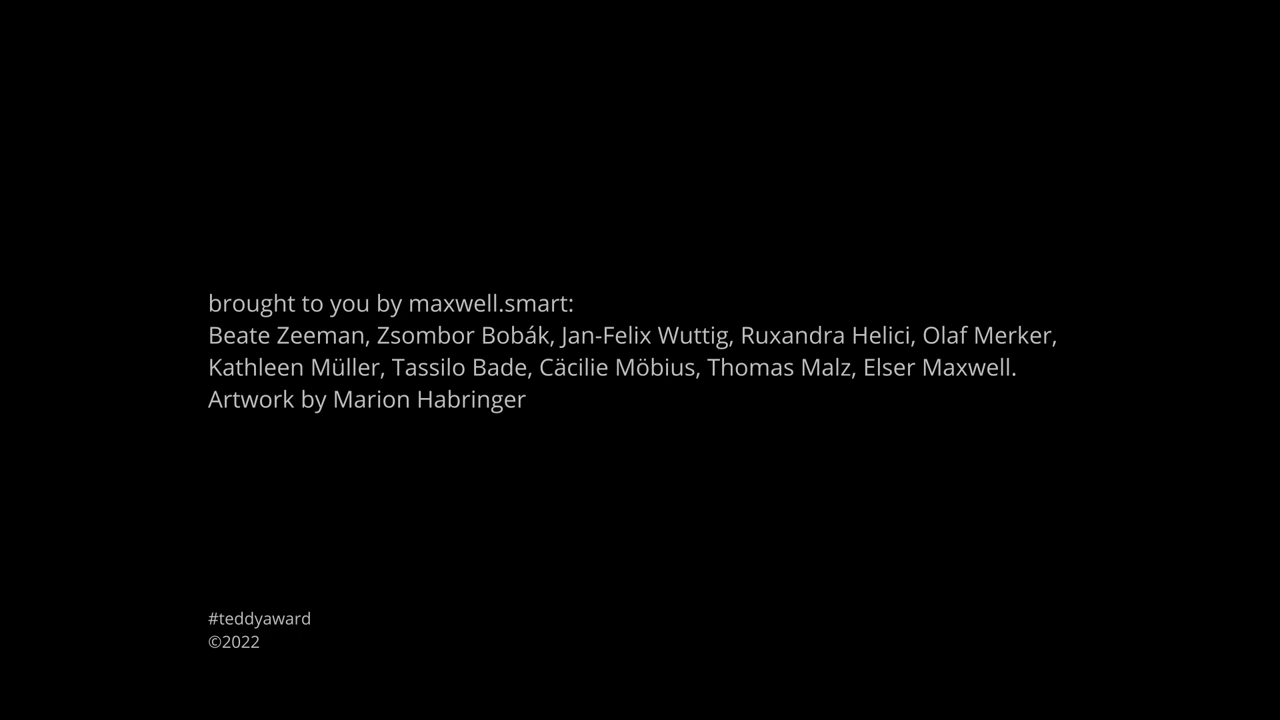 brought to you by maxwell.smart:
Beate Zeeman, Zsombor Bobák, Jan-Felix Wuttig, Ruxandra Helici, Olaf Merker,
Kathleen Müller, Tassilo Bade, Cäcilie Möbius, Thomas Malz, Elser Maxwell.
Artwork by Marion Habringer
#teddyaward
©2022